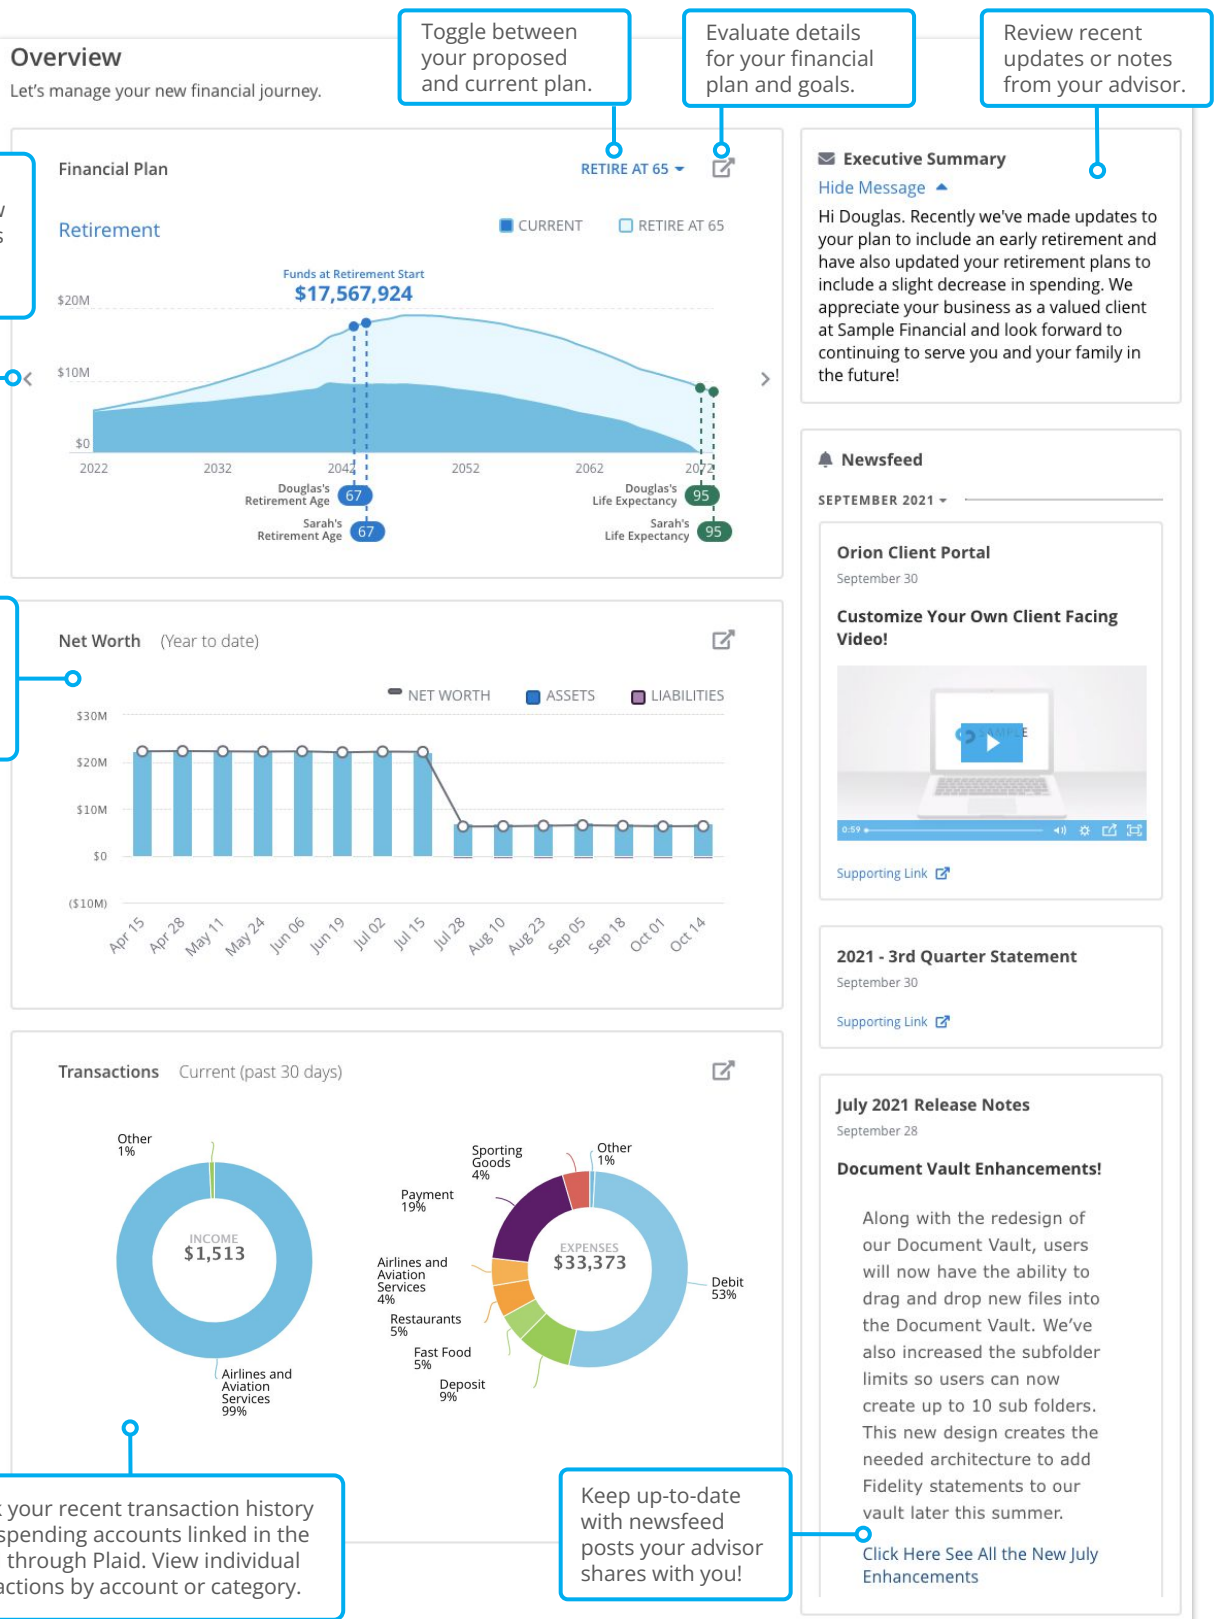 Toggle between
your proposed
and current plan.
Evaluate details
for your financial
plan and goals.
Review recent
updates or notes
from your advisor.
Overview
Let's manage your new financial journey.
Financial Plan
RETIRE AT 65
Retirement
CURRENT
RETIRE AT 65
Funds at Retirement Start
$17,567,924
$20M
$10M
$0
2022
2032
2042
2052
2062
2072
Douglas's
Retirement Age
67
Sarah's
Retirement Age
67
Douglas's
Life Expectancy
95
Sarah's
Life Expectancy
95
Executive Summary
Hide Message
Hi Douglas. Recently we've made updates to
your plan to include an early retirement and
have also updated your retirement plans to
include a slight decrease in spending. We
appreciate your business as a valued client
at Sample Financial and look forward to
continuing to serve you and your family in
the future!
Net Worth (Year to date)
NET WORTH
ASSETS
LIABILITIES
$30M
$20M
$10M
$0
($10M)
Apr 15
Apr 28
May 11
May 24
Jun 06
Jun 19
Jul 02
Jul 15
Jul 28
Aug 10
Aug 23
Sep 05
Sep 18
Oct 01
Oct 14
Newsfeed
SEPTEMBER 2021
Orion Client Portal
September 30
Customize Your Own Client Facing
Video!
SAMPLE
0:59
Supporting Link
2021 - 3rd Quarter Statement
September 30
Supporting Link
July 2021 Release Notes
September 28
Document Vault Enhancements!
Along with the redesign of
our Document Vault, users
will now have the ability to
drag and drop new files into
the Document Vault. We've
also increased the subfolder
limits so users can now
create up to 10 sub folders.
This new design creates the
needed architecture to add
Fidelity statements to our
vault later this summer.
Click Here See All the New July
Enhancements
Transactions Current (past 30 days)
Other
1%
INCOME
$1,513
Airlines and
Aviation
Services
99%
Sporting
Goods
4%
Other
1%
Payment
19%
EXPENSES
$33,373
Airlines and
Aviation
Services
4%
Debit
53%
Restaurants
5%
Fast Food
5%
Deposit
9%
your recent transaction history
spending accounts linked in the
through Plaid. View individual
actions by account or category.
Keep up-to-date
with newsfeed
posts your advisor
shares with you!